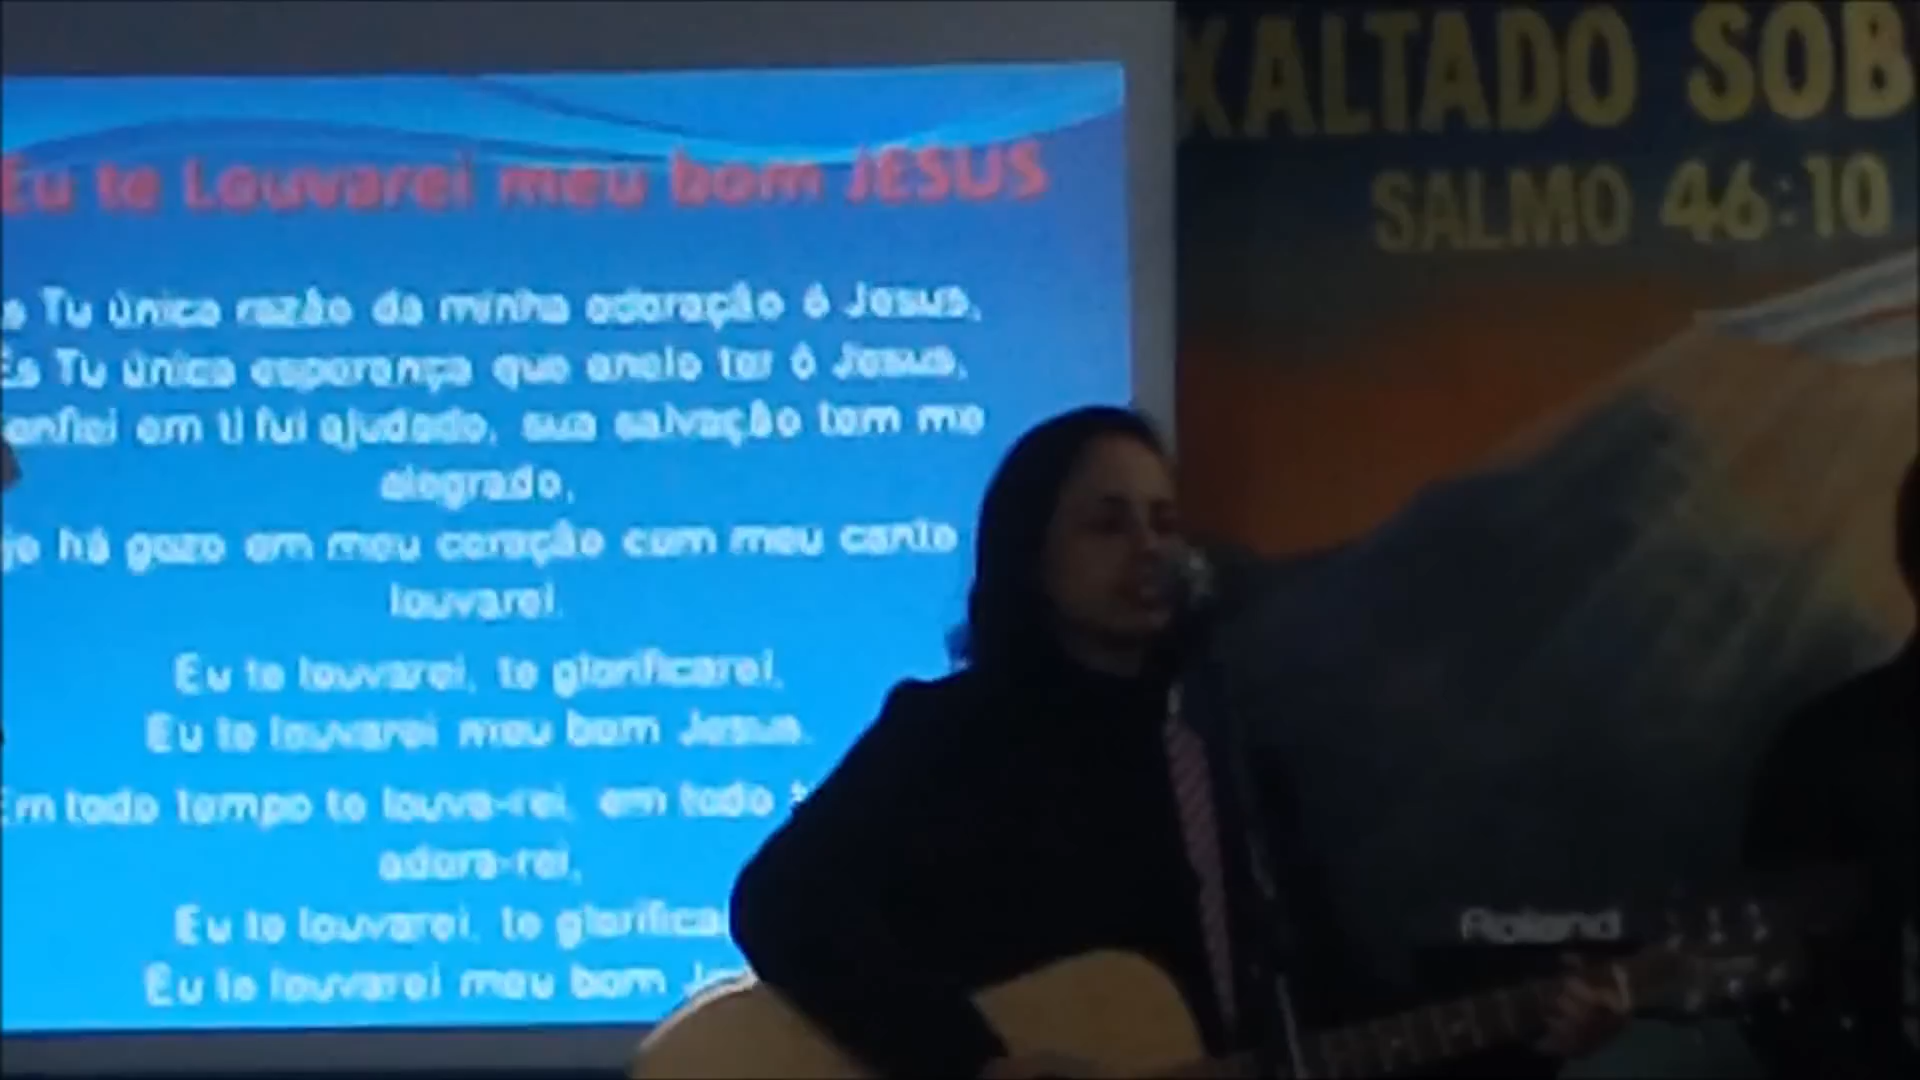 Eu te Louvarei meu bom JESUS
Tu única razão da minha adoração ó Jesus,
És Tu única esperança que anelo ter ó Jesus,
onfiei em ti fui ajudado, sua salvação tem me
alegrado,
há gozo em meu coração com meu canto
louvarei.
Eu te louvarei, te glorificarei,
Eu te louvarei meu bom Jesus.
Em todo tempo te louva-rei, em todo t
adora-rei,
Eu te louvarei, te glorifica
Eu te louvarei meu bom Je
XALTADO SOB
SALMO 46:10
Roland